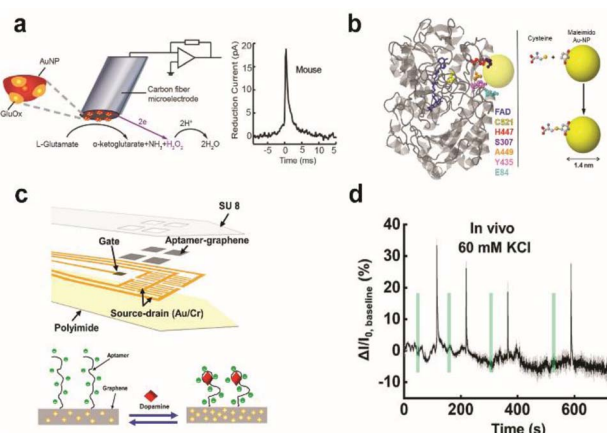 a
AuNP
GluOx
Carbon fiber
microelectrode
2e
2H⁺
L-Glutamate
α-ketoglutarate+NH₃+H₂O₂
2H₂O
Reduction Current (pA)
20
15
10
5
0
Mouse
-5 0 5 10
Time (ms)
b
FAD
C521
H447
S307
A449
Y435
E84
Cysteine
Maleimido
Au-NP
1.4 nm
c
SU 8
Aptamer-graphene
Gate
Source-drain (Au/Cr)
Polyimide
Aptamer
Graphene
Dopamine
d
In vivo
60 mM KCl
ΔI/I0, baseline (%)
40
30
20
10
0
-10
0 200 400 600
Time (s)